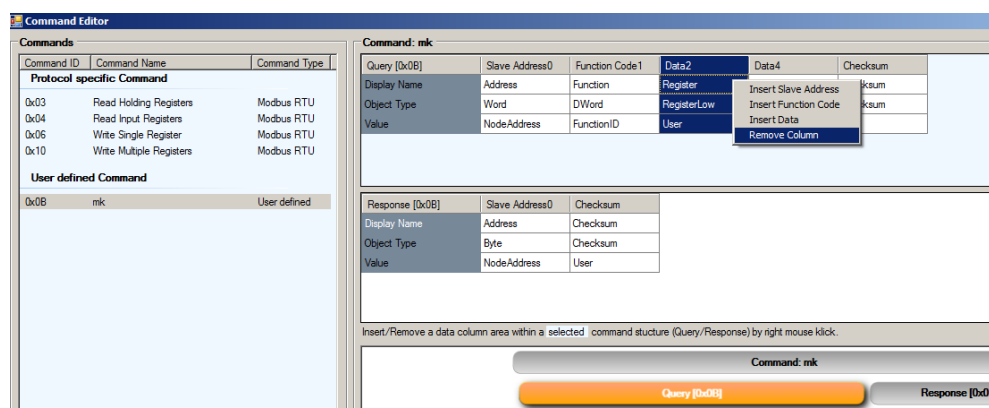 Command Editor
Commands
Command ID Command Name Command Type
Protocol specific Command
0x03 Read Holding Registers Modbus RTU
0x04 Read Input Registers Modbus RTU
0x06 Write Single Register Modbus RTU
0x10 Write Multiple Registers Modbus RTU
User defined Command
0x0B mk User defined
Command: mk
Query [0x0B] Slave Address0 Function Code1 Data2 Data4 Checksum
Display Name Address Function Register
Object Type Word DWord RegisterLow
Value NodeAddress FunctionID User
Insert Slave Address
Insert Function Code
Insert Data
Remove Column
Response [0x0B] Slave Address0 Checksum
Display Name Address Checksum
Object Type Byte Checksum
Value NodeAddress User
Insert/Remove a data column area within a selected command stucture (Query/Response) by right mouse klick.
Command: mk
Query [0x0B] Response [0x0